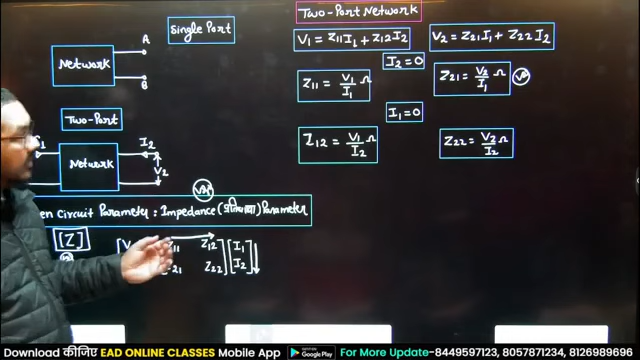 Two-Port Network
Single Port
A
Network
B
V1 = Z11 I1 + Z12 I2
V2 = Z21 I1 + Z22 I2
I2 = 0
Z11 = V1/I1 Ω
Z21 = V2/I1 Ω
I1 = 0
Two-Port
I2
Network
V2
Z12 = V1/I2 Ω
Z22 = V2/I2 Ω
Circuit Parameter : Impedance (प्रतिबाधा) Parameter
[Z]
Z12 I1
Z22 I2
Download कीजिए EAD ONLINE CLASSES Mobile App Google Play For More Update-8449597123, 8057871234, 8126989696